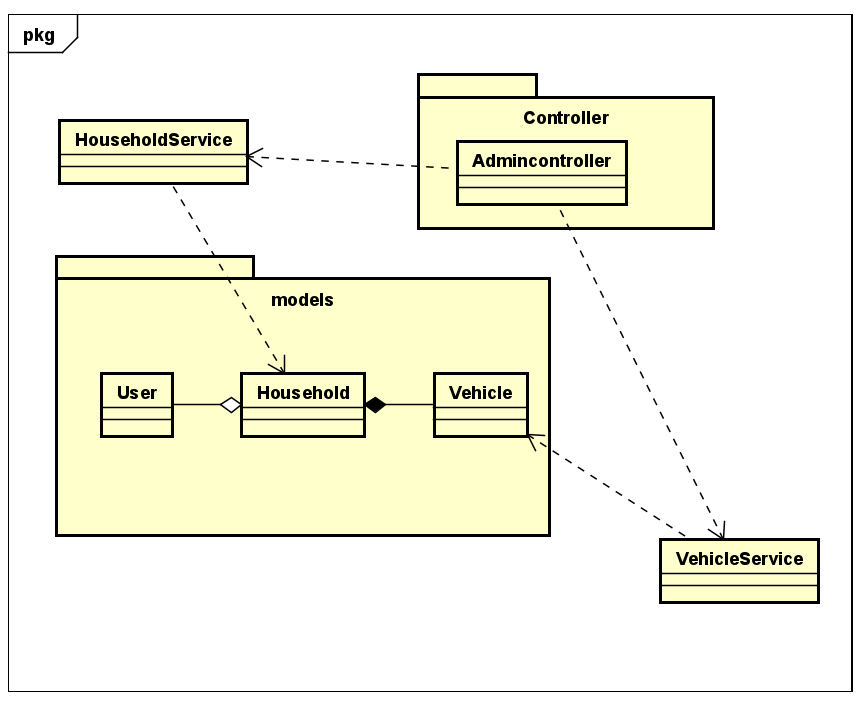 pkg
Controller
HouseholdService
Admincontroller
models
User
Household
Vehicle
VehicleService